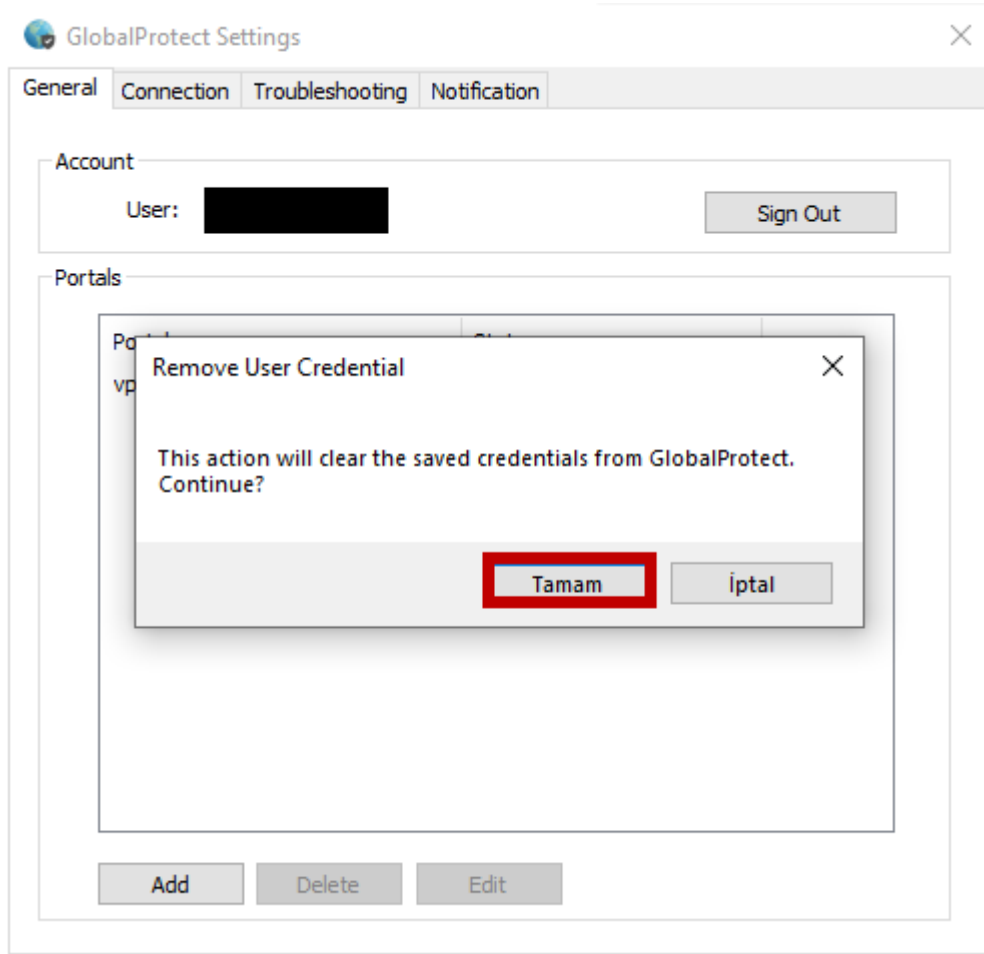 GlobalProtect Settings
General Connection Troubleshooting Notification
Account
User:
Sign Out
Portals
Remove User Credential
This action will clear the saved credentials from GlobalProtect.
Continue?
Tamam İptal
Add Delete Edit